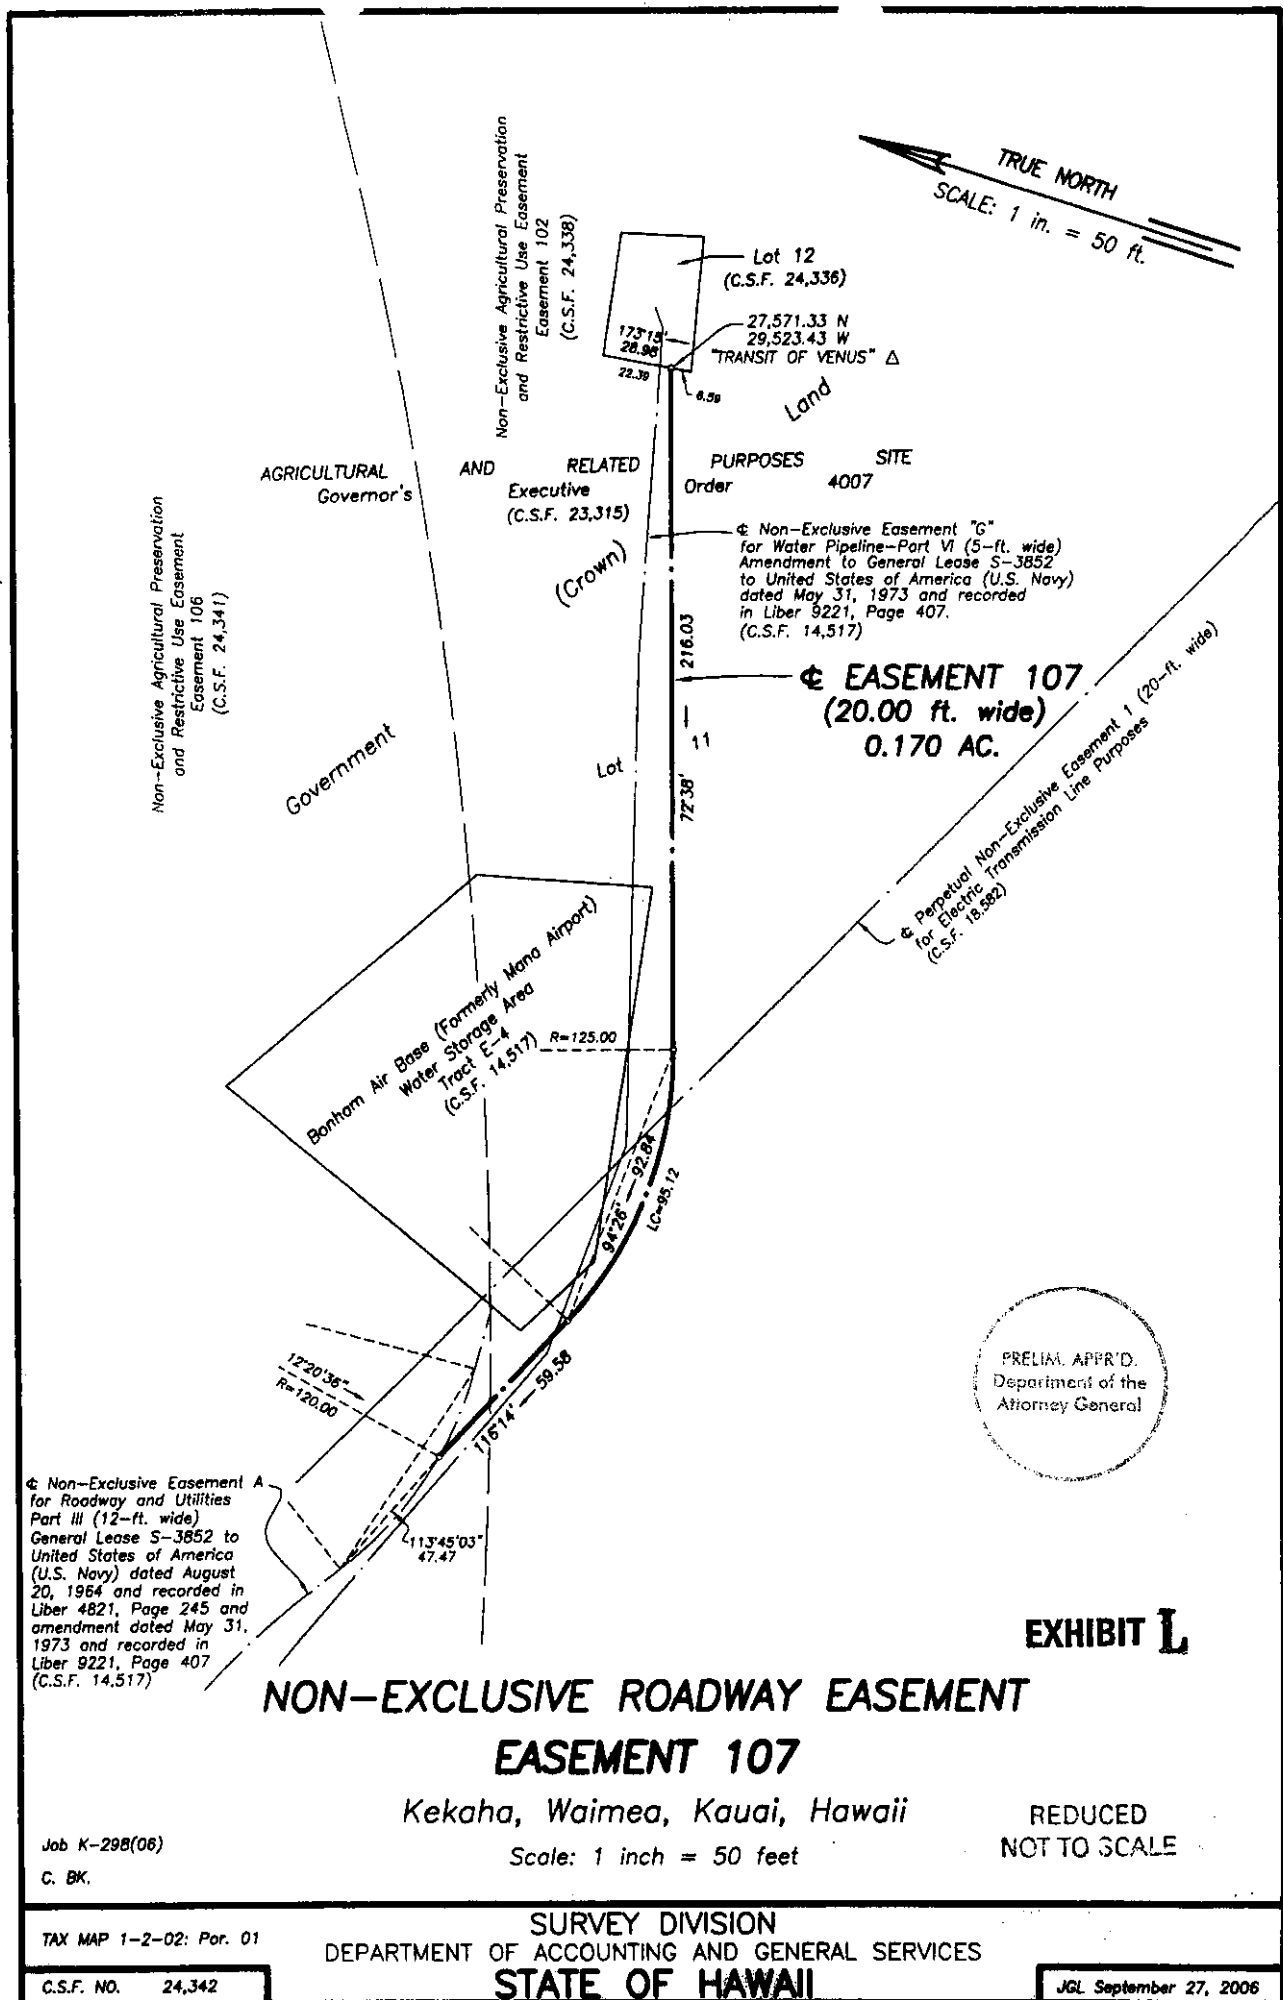 TRUE NORTH
SCALE: 1 in. = 50 ft.
Non-Exclusive Agricultural Preservation
and Restrictive Use Easement
Easement 102
(C.S.F. 24,338)
Lot 12
(C.S.F. 24,336)
173°15'
28.98
27,571.33 N
29,523.43 W
"TRANSIT OF VENUS" △
22.39
6.59
Land
AGRICULTURAL AND RELATED PURPOSES SITE
Governor's Executive Order 4007
(C.S.F. 23,315)
Non-Exclusive Agricultural Preservation
and Restrictive Use Easement
Easement 106
(C.S.F. 24,341)
(Crown)
℄ Non-Exclusive Easement "G"
for Water Pipeline-Part VI (5-ft. wide)
Amendment to General Lease S-3852
to United States of America (U.S. Navy)
dated May 31, 1973 and recorded
in Liber 9221, Page 407.
(C.S.F. 14,517)
216.03
72°38'
℄ EASEMENT 107
(20.00 ft. wide)
0.170 AC.
Government
Lot 11
℄ Perpetual Non-Exclusive Easement 1 (20-ft. wide)
for Electric Transmission Line Purposes
(C.S.F. 18,582)
Bonham Air Base (Formerly Mana Airport)
Water Storage Area
Tract E-4
(C.S.F. 14,517)
R=125.00
94°26' 92.84
LC=95.12
12°20'36"
R=120.00
116°14' 59.58
113°45'03"
47.47
℄ Non-Exclusive Easement A
for Roadway and Utilities
Part III (12-ft. wide)
General Lease S-3852 to
United States of America
(U.S. Navy) dated August
20, 1964 and recorded in
Liber 4821, Page 245 and
amendment dated May 31,
1973 and recorded in
Liber 9221, Page 407
(C.S.F. 14,517)
PRELIM. APPR'D.
Department of the
Attorney General
EXHIBIT L
NON-EXCLUSIVE ROADWAY EASEMENT
EASEMENT 107
Kekaha, Waimea, Kauai, Hawaii
Scale: 1 inch = 50 feet
REDUCED
NOT TO SCALE
Job K-298(06)
C. BK.
TAX MAP 1-2-02: Por. 01
C.S.F. NO. 24,342
SURVEY DIVISION
DEPARTMENT OF ACCOUNTING AND GENERAL SERVICES
STATE OF HAWAII
JGL September 27, 2006